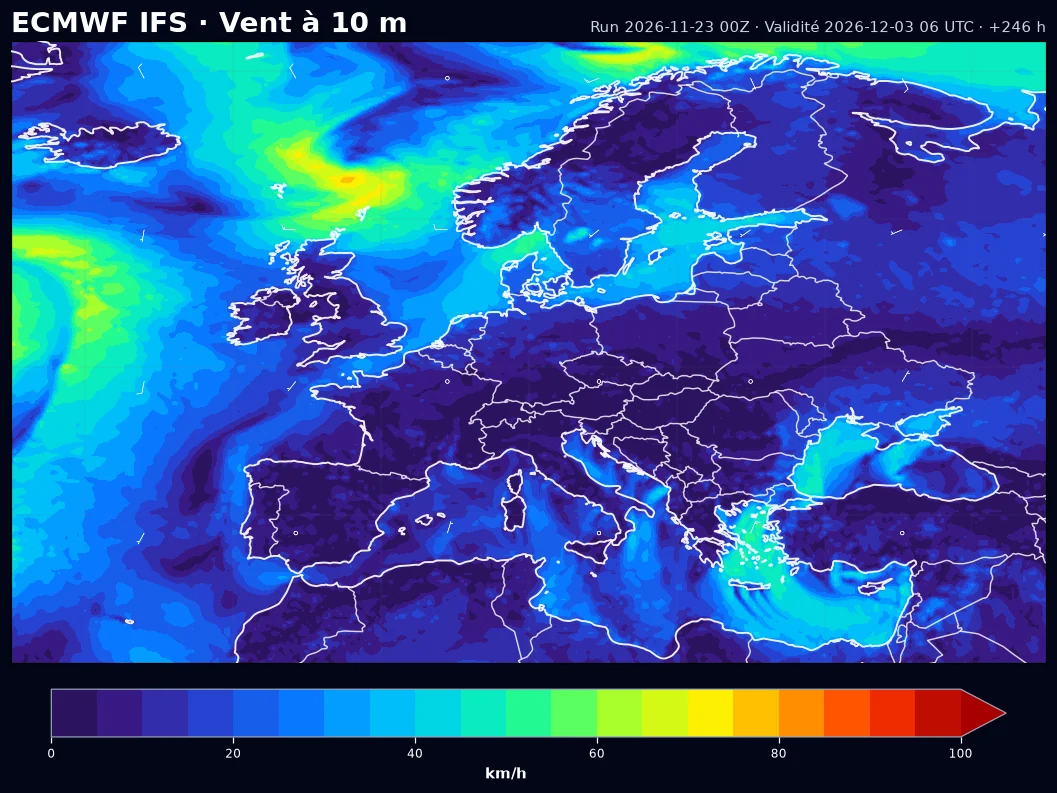 ECMWF IFS · Vent à 10 m
Run 2026-11-23 00Z · Validité 2026-12-03 06 UTC · +246 h
0 20 40 60 80 100
km/h